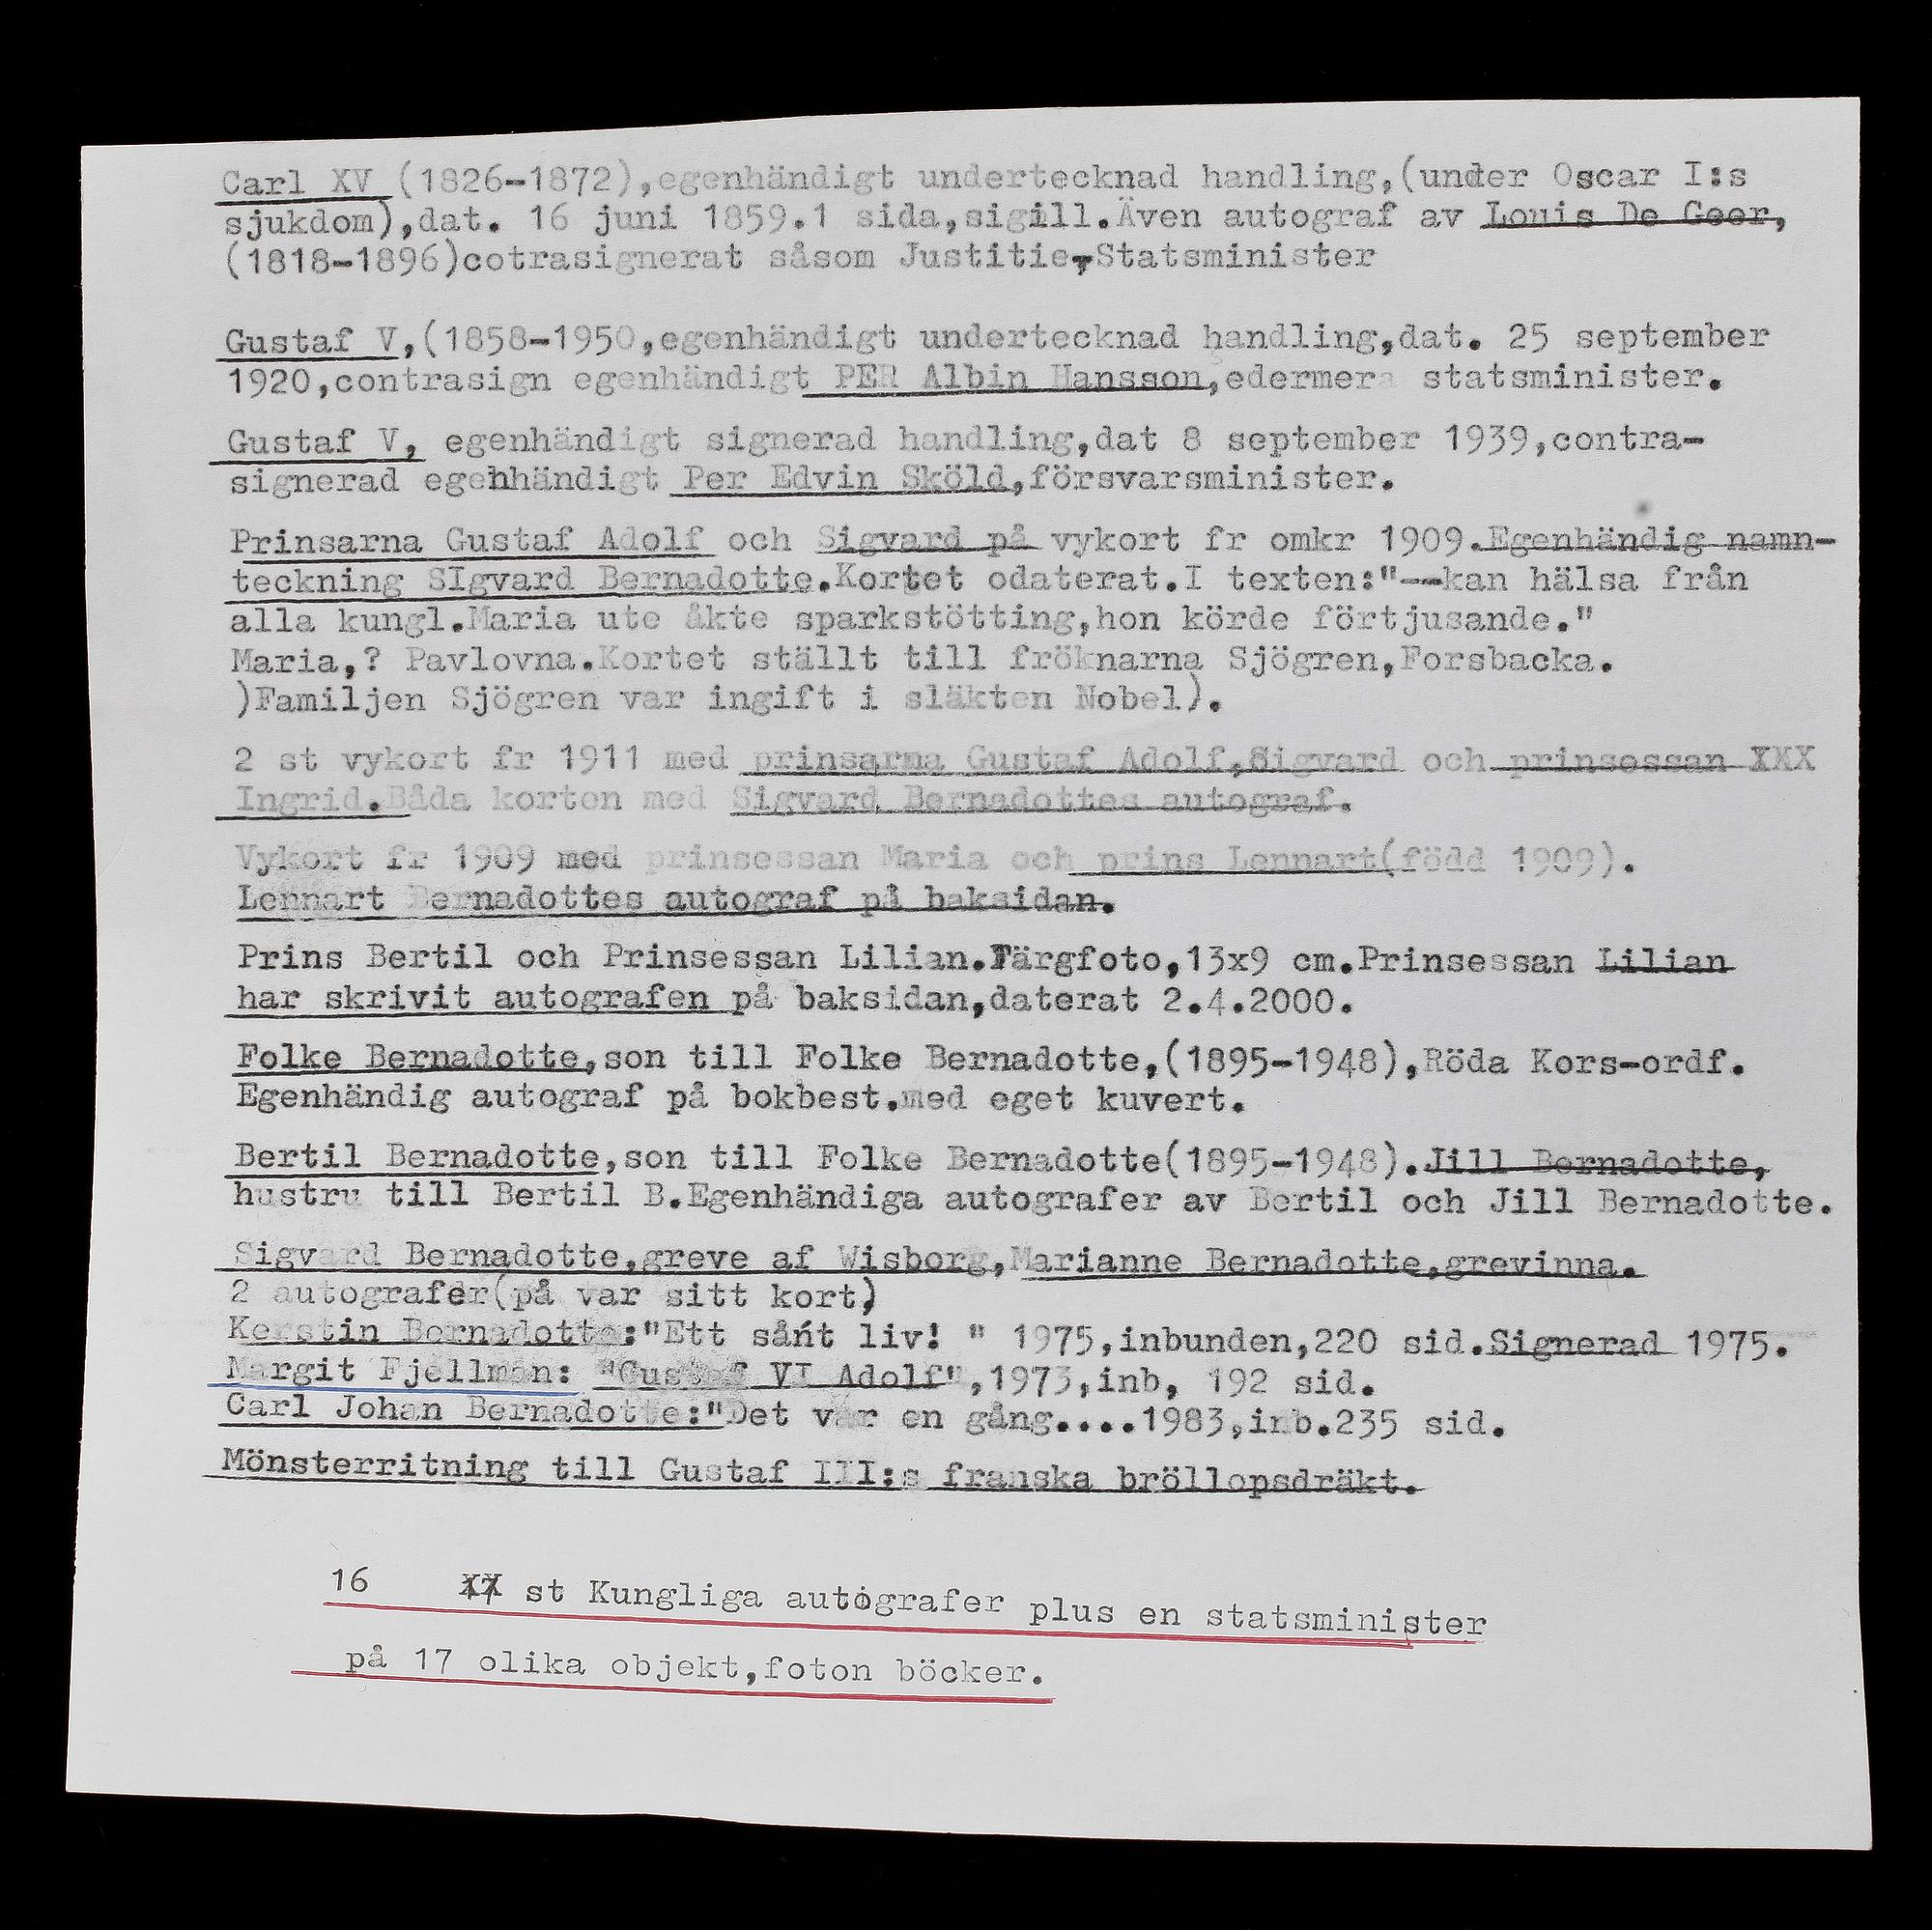 Carl XV (1826-1872),egenhändigt undertecknad handling,(under Oscar I:s
sjukdom),dat. 16 juni 1859.1 sida,sigill.Även autograf av Louis De Geer,
(1818-1896)cotrasignerat såsom Justitie,Statsminister
Gustaf V,(1858-1950,egenhändigt undertecknad handling,dat. 25 september
1920,contrasign egenhändigt PER Albin Hansson,edermera statsminister.
Gustaf V, egenhändigt signerad handling,dat 8 september 1939,contra-
signerad egenhändigt Per Edvin Sköld,försvarsminister.
Prinsarna Gustaf Adolf och Sigvard på vykort fr omkr 1909.Egenhändig namn-
teckning SIgvard Bernadotte.Kortet odaterat.I texten:"--kan hälsa från
alla kungl.Maria ute åkte sparkstötting,hon körde förtjusande."
Maria,? Pavlovna.Kortet ställt till fröknarna Sjögren,Forsbacka.
)Familjen Sjögren var ingift i släkten Nobel).
2 st vykort fr 1911 med prinsarna Gustaf Adolf,Sigvard och prinsessan XXX
Ingrid.Båda korten med Sigvard Bernadottes autograf.
Vykort fr 1909 med prinsessan Maria och prins Lennart(född 1909).
Lennart Bernadottes autograf på baksidan.
Prins Bertil och Prinsessan Lilian.Färgfoto,13x9 cm.Prinsessan Lilian
har skrivit autografen på baksidan,daterat 2.4.2000.
Folke Bernadotte,son till Folke Bernadotte,(1895-1948),Röda Kors-ordf.
Egenhändig autograf på bokbest.med eget kuvert.
Bertil Bernadotte,son till Folke Bernadotte(1895-1948).Jill Bernadotte,
hustru till Bertil B.Egenhändiga autografer av Bertil och Jill Bernadotte.
Sigvard Bernadotte,greve af Wisborg,Marianne Bernadotte,grevinna.
2 autografer(på var sitt kort)
Kerstin Bernadotte:"Ett sånt liv! " 1975,inbunden,220 sid.Signerad 1975.
Margit Fjellman: "Gustaf VI Adolf",1973,inb, 192 sid.
Carl Johan Bernadotte:"Det var en gång....1983,inb.235 sid.
Mönsterritning till Gustaf III:s franska bröllopsdräkt.
16 XX st Kungliga autografer plus en statsminister
på 17 olika objekt,foton böcker.